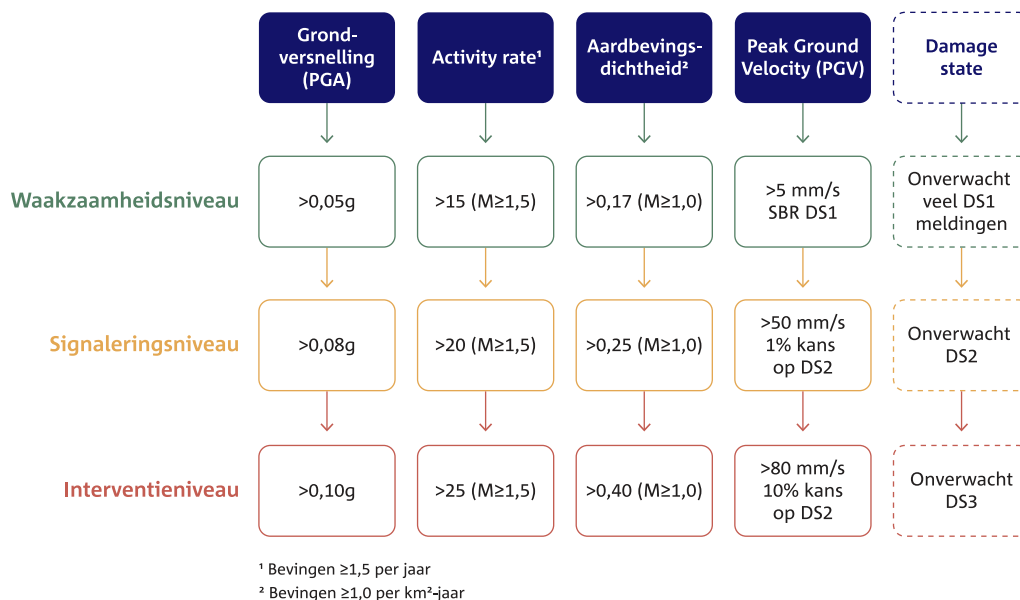 Grond-
versnelling
(PGA)
Activity rate¹
Aardbevings-
dichtheid²
Peak Ground
Velocity (PGV)
Damage
state
Waakzaamheidsniveau
>0,05g
>15 (M≥1,5)
>0,17 (M≥1,0)
>5 mm/s
SBR DS1
Onverwacht
veel DS1
meldingen
Signaleringsniveau
>0,08g
>20 (M≥1,5)
>0,25 (M≥1,0)
>50 mm/s
1% kans
op DS2
Onverwacht
DS2
Interventieniveau
>0,10g
>25 (M≥1,5)
>0,40 (M≥1,0)
>80 mm/s
10% kans
op DS2
Onverwacht
DS3
¹ Bevingen ≥1,5 per jaar
² Bevingen ≥1,0 per km²-jaar